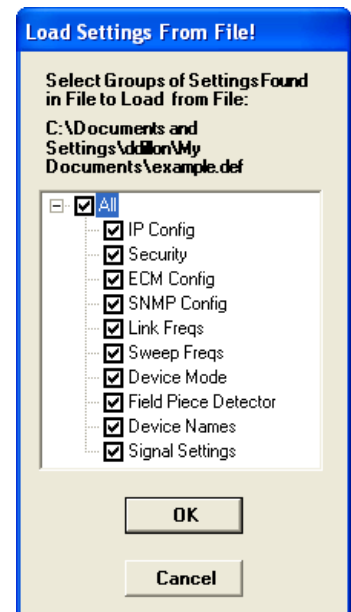 Load Settings From File!
Select Groups of Settings Found
in File to Load from File:
C:\Documents and
Settings\ddillon\My
Documents\example.def
All
IP Config
Security
ECM Config
SNMP Config
Link Freqs
Sweep Freqs
Device Mode
Field Piece Detector
Device Names
Signal Settings
OK
Cancel